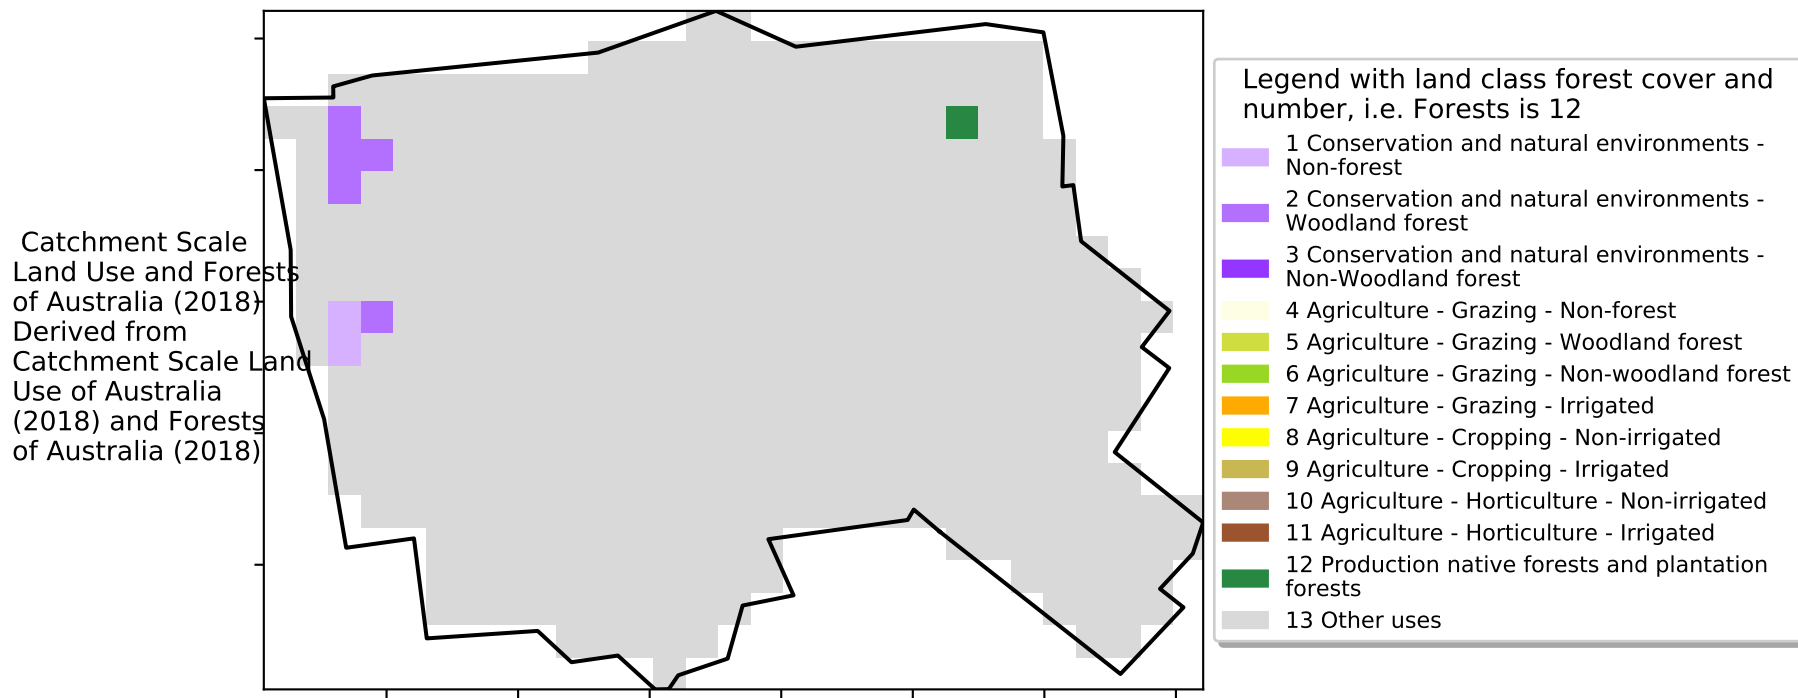 Catchment Scale
Land Use and Forests
of Australia (2018)
Derived from
Catchment Scale Land
Use of Australia
(2018) and Forests
of Australia (2018)
Legend with land class forest cover and
number, i.e. Forests is 12
1 Conservation and natural environments -
Non-forest
2 Conservation and natural environments -
Woodland forest
3 Conservation and natural environments -
Non-Woodland forest
4 Agriculture - Grazing - Non-forest
5 Agriculture - Grazing - Woodland forest
6 Agriculture - Grazing - Non-woodland forest
7 Agriculture - Grazing - Irrigated
8 Agriculture - Cropping - Non-irrigated
9 Agriculture - Cropping - Irrigated
10 Agriculture - Horticulture - Non-irrigated
11 Agriculture - Horticulture - Irrigated
12 Production native forests and plantation
forests
13 Other uses